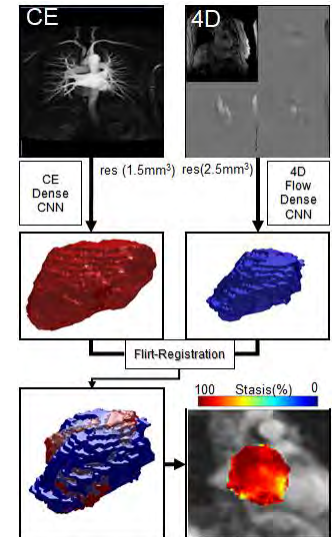 CE
4D
res (1.5mm³)
res(2.5mm³)
CE
Dense
CNN
4D
Flow
Dense
CNN
Flirt-Registration
100 Stasis(%) 0